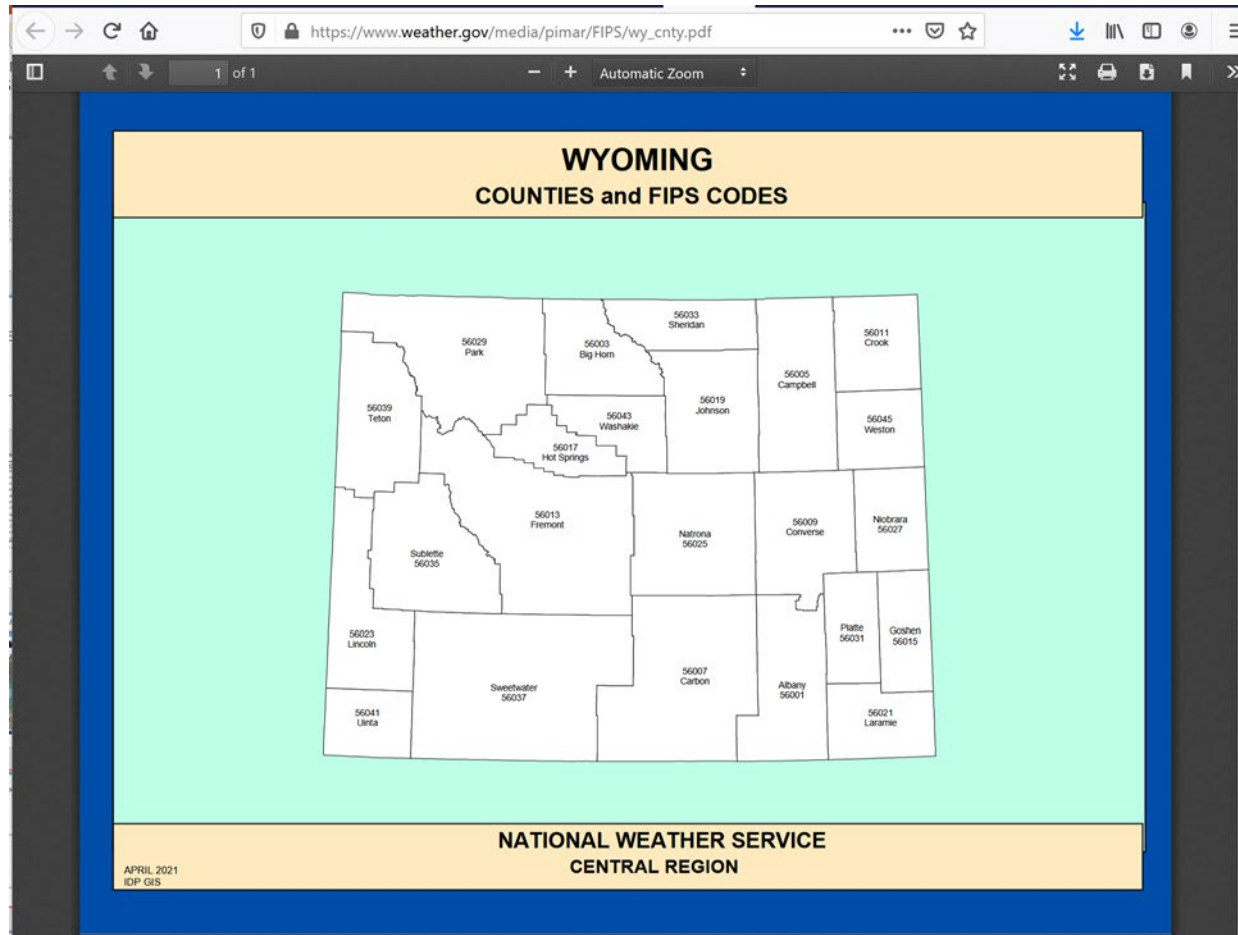 https://www.weather.gov/media/pimar/FIPS/wy_cnty.pdf
1 of 1
Automatic Zoom
WYOMING
COUNTIES and FIPS CODES
56029
Park
56003
Big Horn
56033
Sheridan
56011
Crook
56005
Campbell
56039
Teton
56043
Washakie
56019
Johnson
56045
Weston
56017
Hot Springs
56013
Fremont
Natrona
56025
56009
Converse
Niobrara
56027
Sublette
56035
56023
Lincoln
Platte
56031
Goshen
56015
Sweetwater
56037
56007
Carbon
Albany
56001
56041
Uinta
56021
Laramie
NATIONAL WEATHER SERVICE
CENTRAL REGION
APRIL 2021
IDP GIS